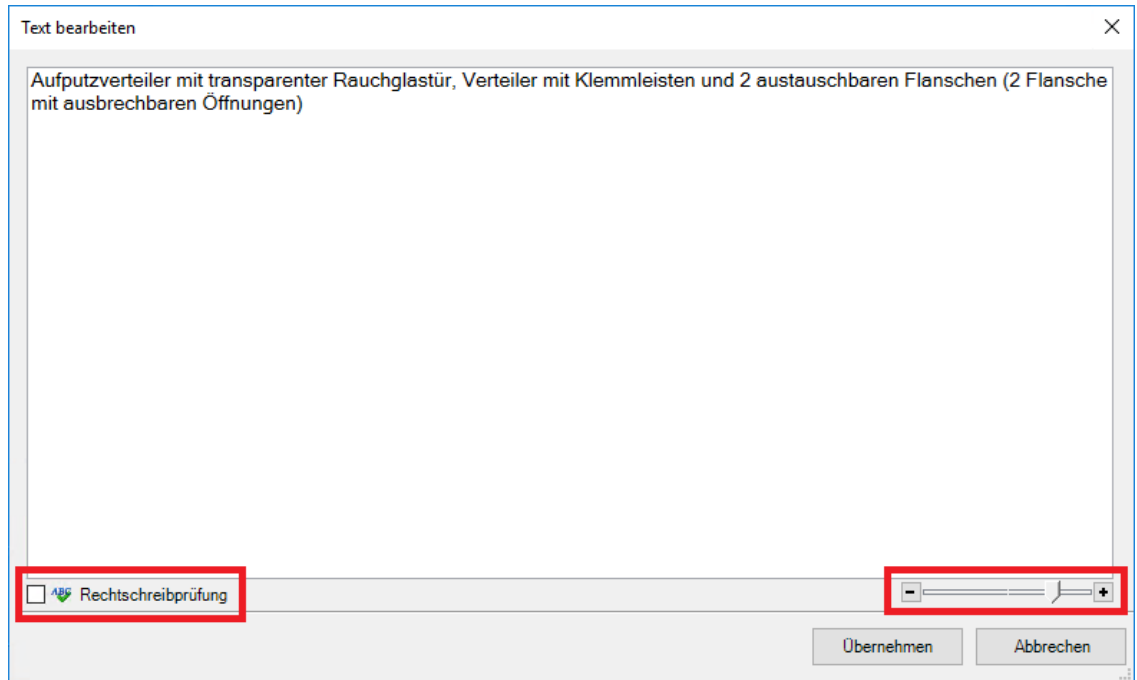 Text bearbeiten
Aufputzverteiler mit transparenter Rauchglastür, Verteiler mit Klemmleisten und 2 austauschbaren Flanschen (2 Flansche
mit ausbrechbaren Öffnungen)
ABC Rechtschreibprüfung
Übernehmen Abbrechen